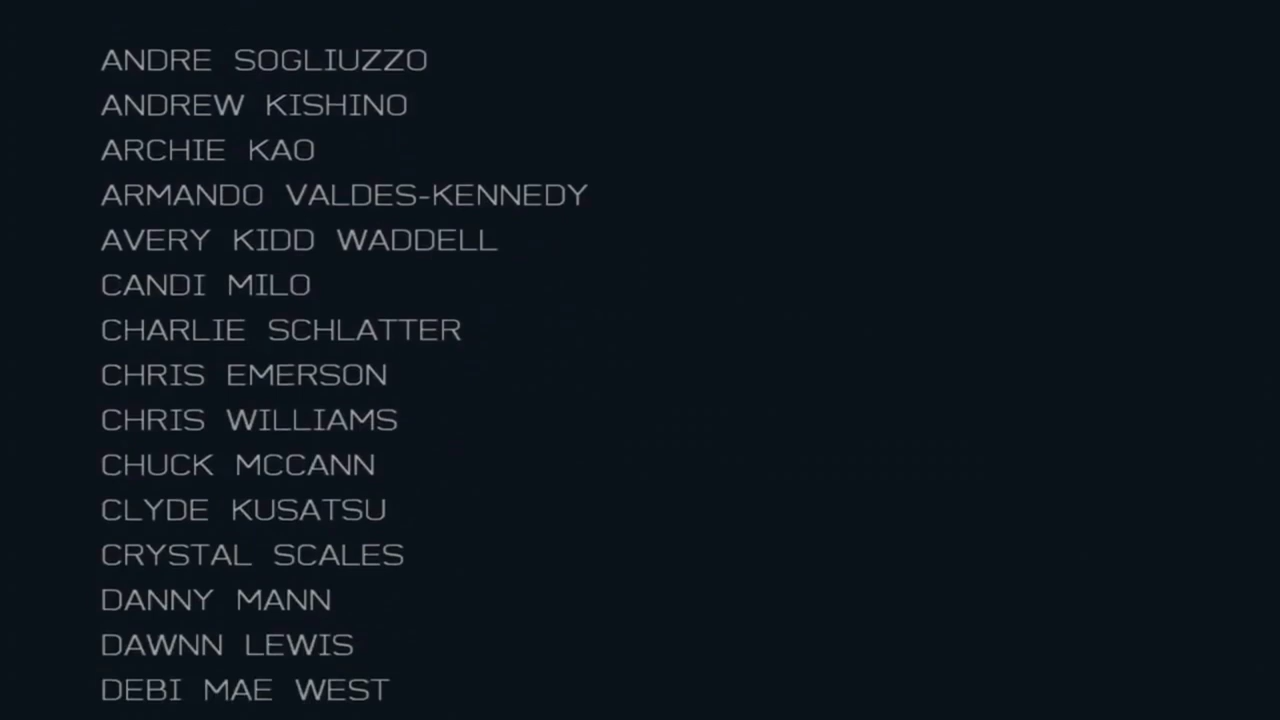 ANDRE SOGLIUZZO
ANDREW KISHINO
ARCHIE KAO
ARMANDO VALDES-KENNEDY
AVERY KIDD WADDELL
CANDI MILO
CHARLIE SCHLATTER
CHRIS EMERSON
CHRIS WILLIAMS
CHUCK MCCANN
CLYDE KUSATSU
CRYSTAL SCALES
DANNY MANN
DAWNN LEWIS
DEBI MAE WEST